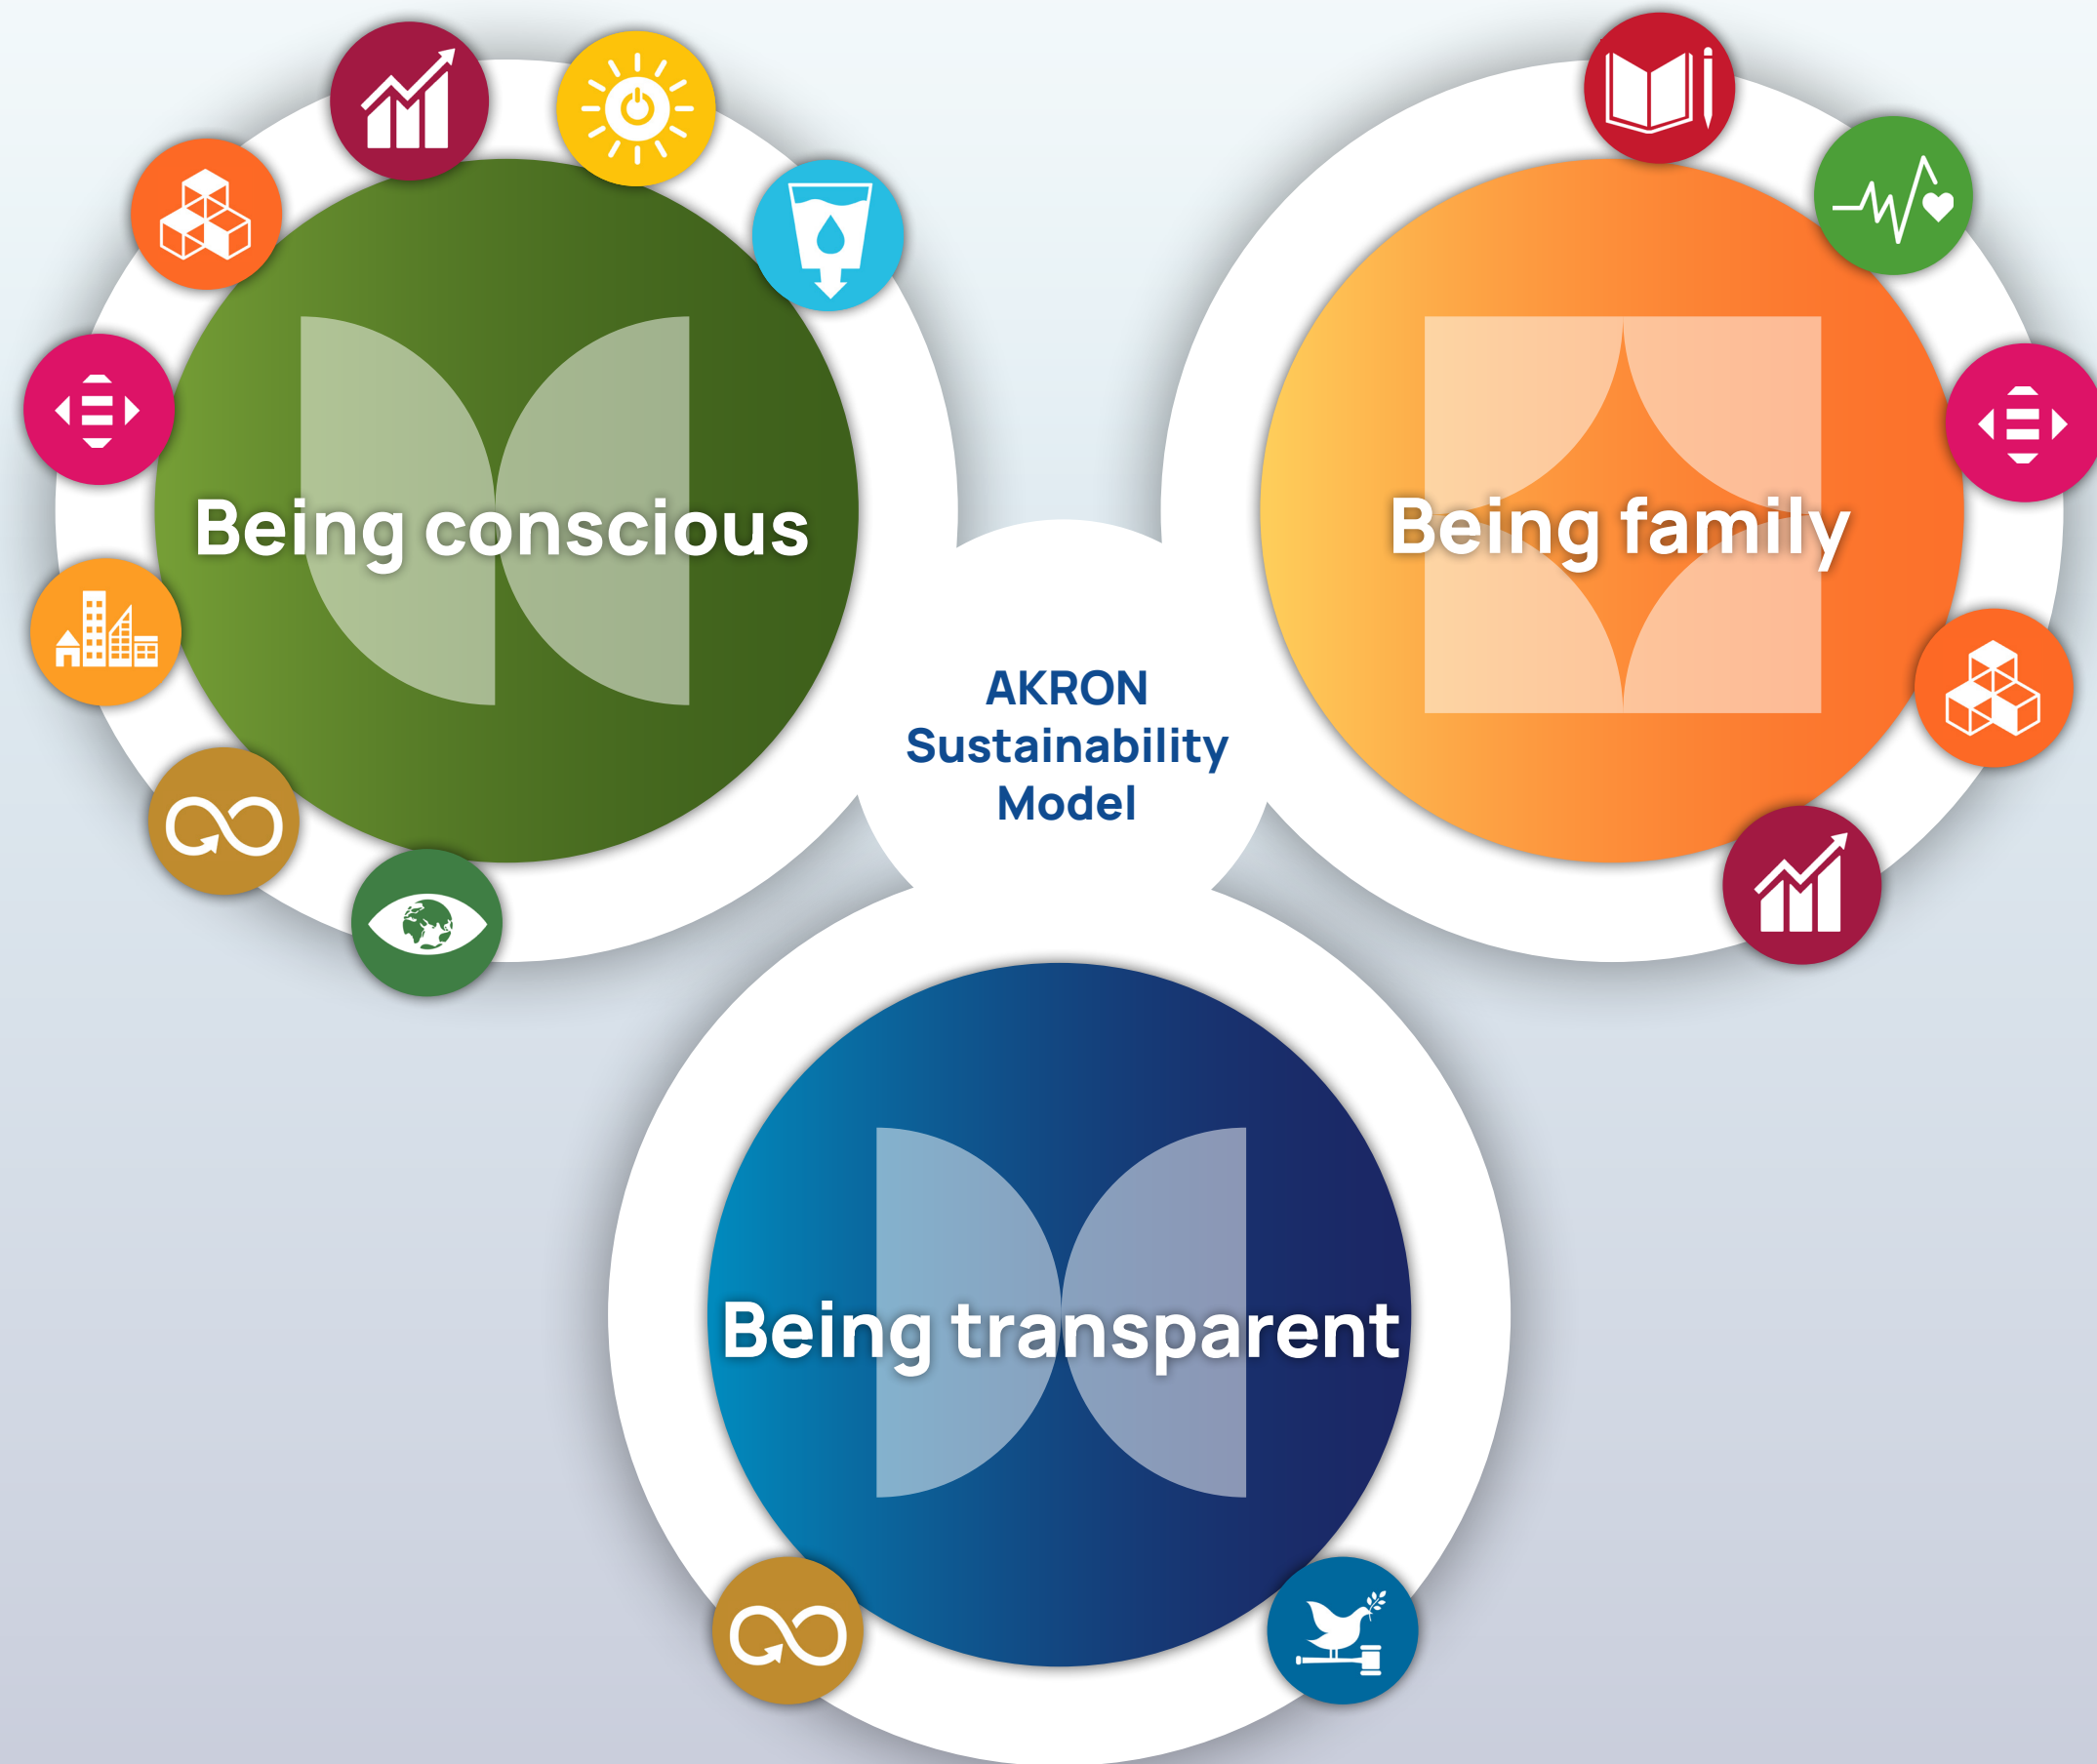 Being conscious
Being family
AKRON
Sustainability
Model
Being transparent